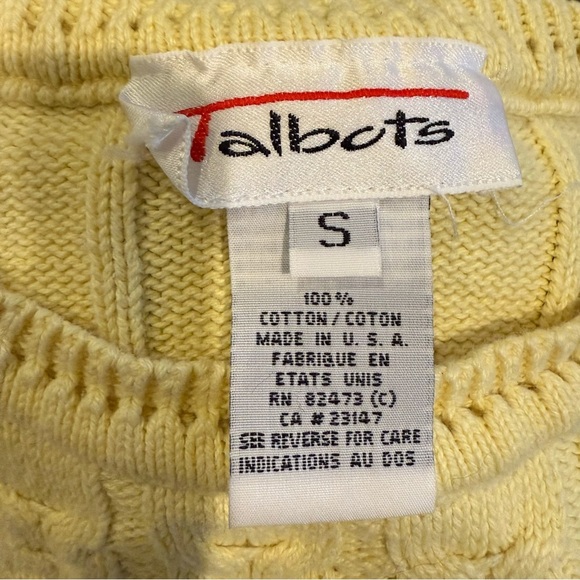 Talbots
S
100%
COTTON / COTON
MADE IN U. S. A.
FABRIQUE EN
ETATS UNIS
RN 82473 (C)
CA # 23147
SEE REVERSE FOR CARE
INDICATIONS AU DOS